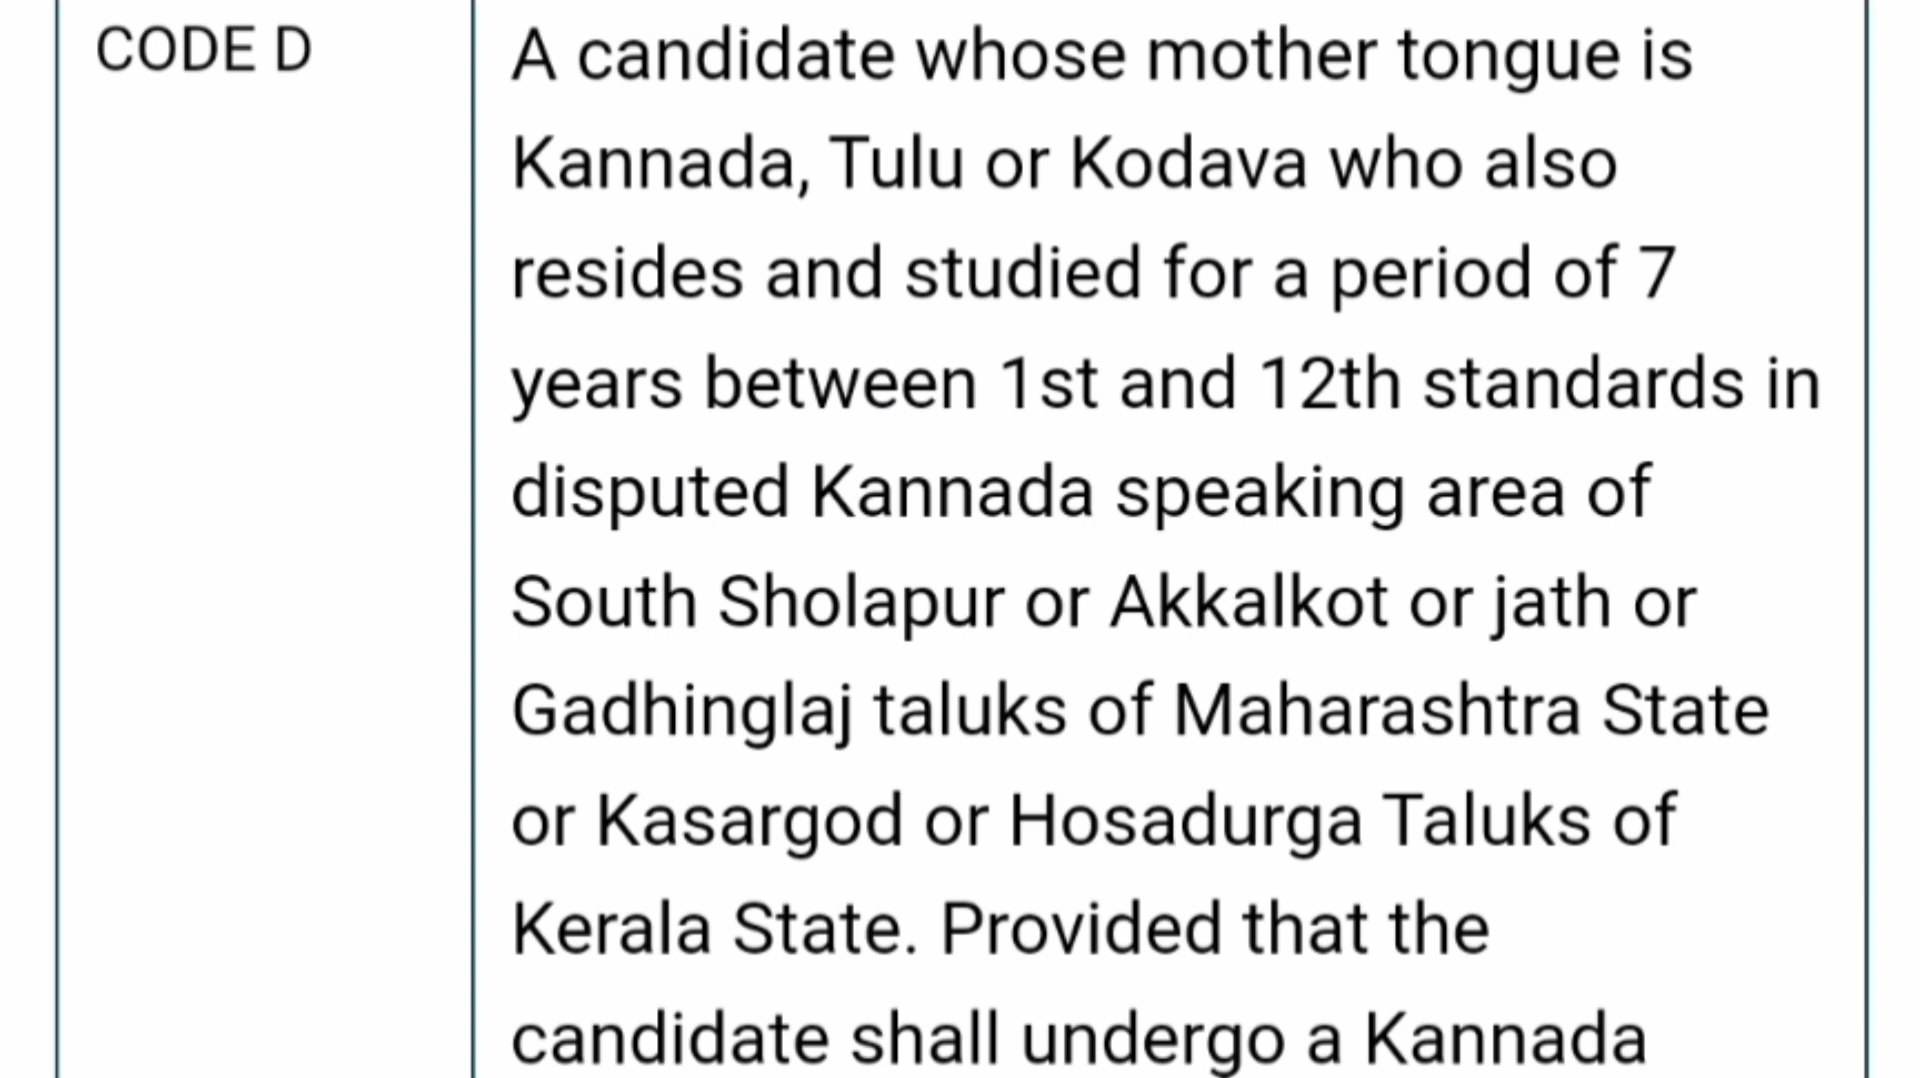 CODE D
A candidate whose mother tongue is
Kannada, Tulu or Kodava who also
resides and studied for a period of 7
years between 1st and 12th standards in
disputed Kannada speaking area of
South Sholapur or Akkalkot or jath or
Gadhinglaj taluks of Maharashtra State
or Kasargod or Hosadurga Taluks of
Kerala State. Provided that the
candidate shall undergo a Kannada